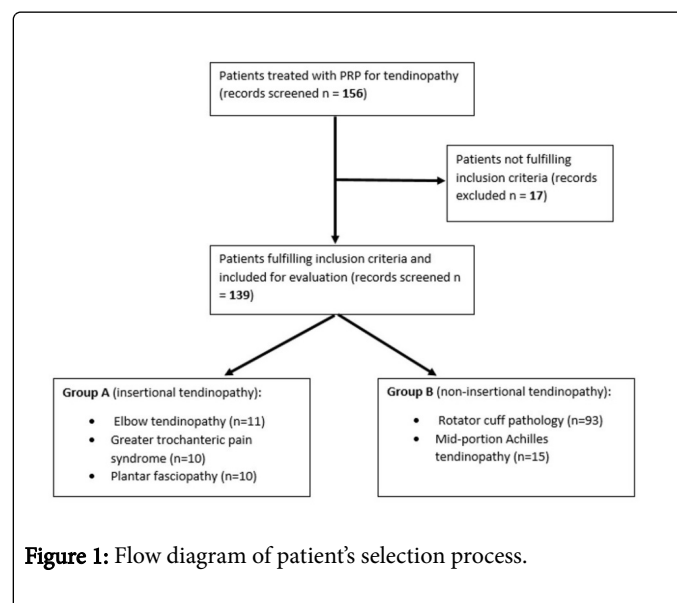 Patients treated with PRP for tendinopathy
(records screened n = 156)
Patients not fulfilling
inclusion criteria (records
excluded n = 17)
Patients fulfilling inclusion criteria and
included for evaluation (records screened n
= 139)
Group A (insertional tendinopathy):
• Elbow tendinopathy (n=11)
• Greater trochanteric pain
syndrome (n=10)
• Plantar fasciopathy (n=10)
Group B (non-insertional tendinopathy):
• Rotator cuff pathology (n=93)
• Mid-portion Achilles
tendinopathy (n=15)
Figure 1: Flow diagram of patient’s selection process.